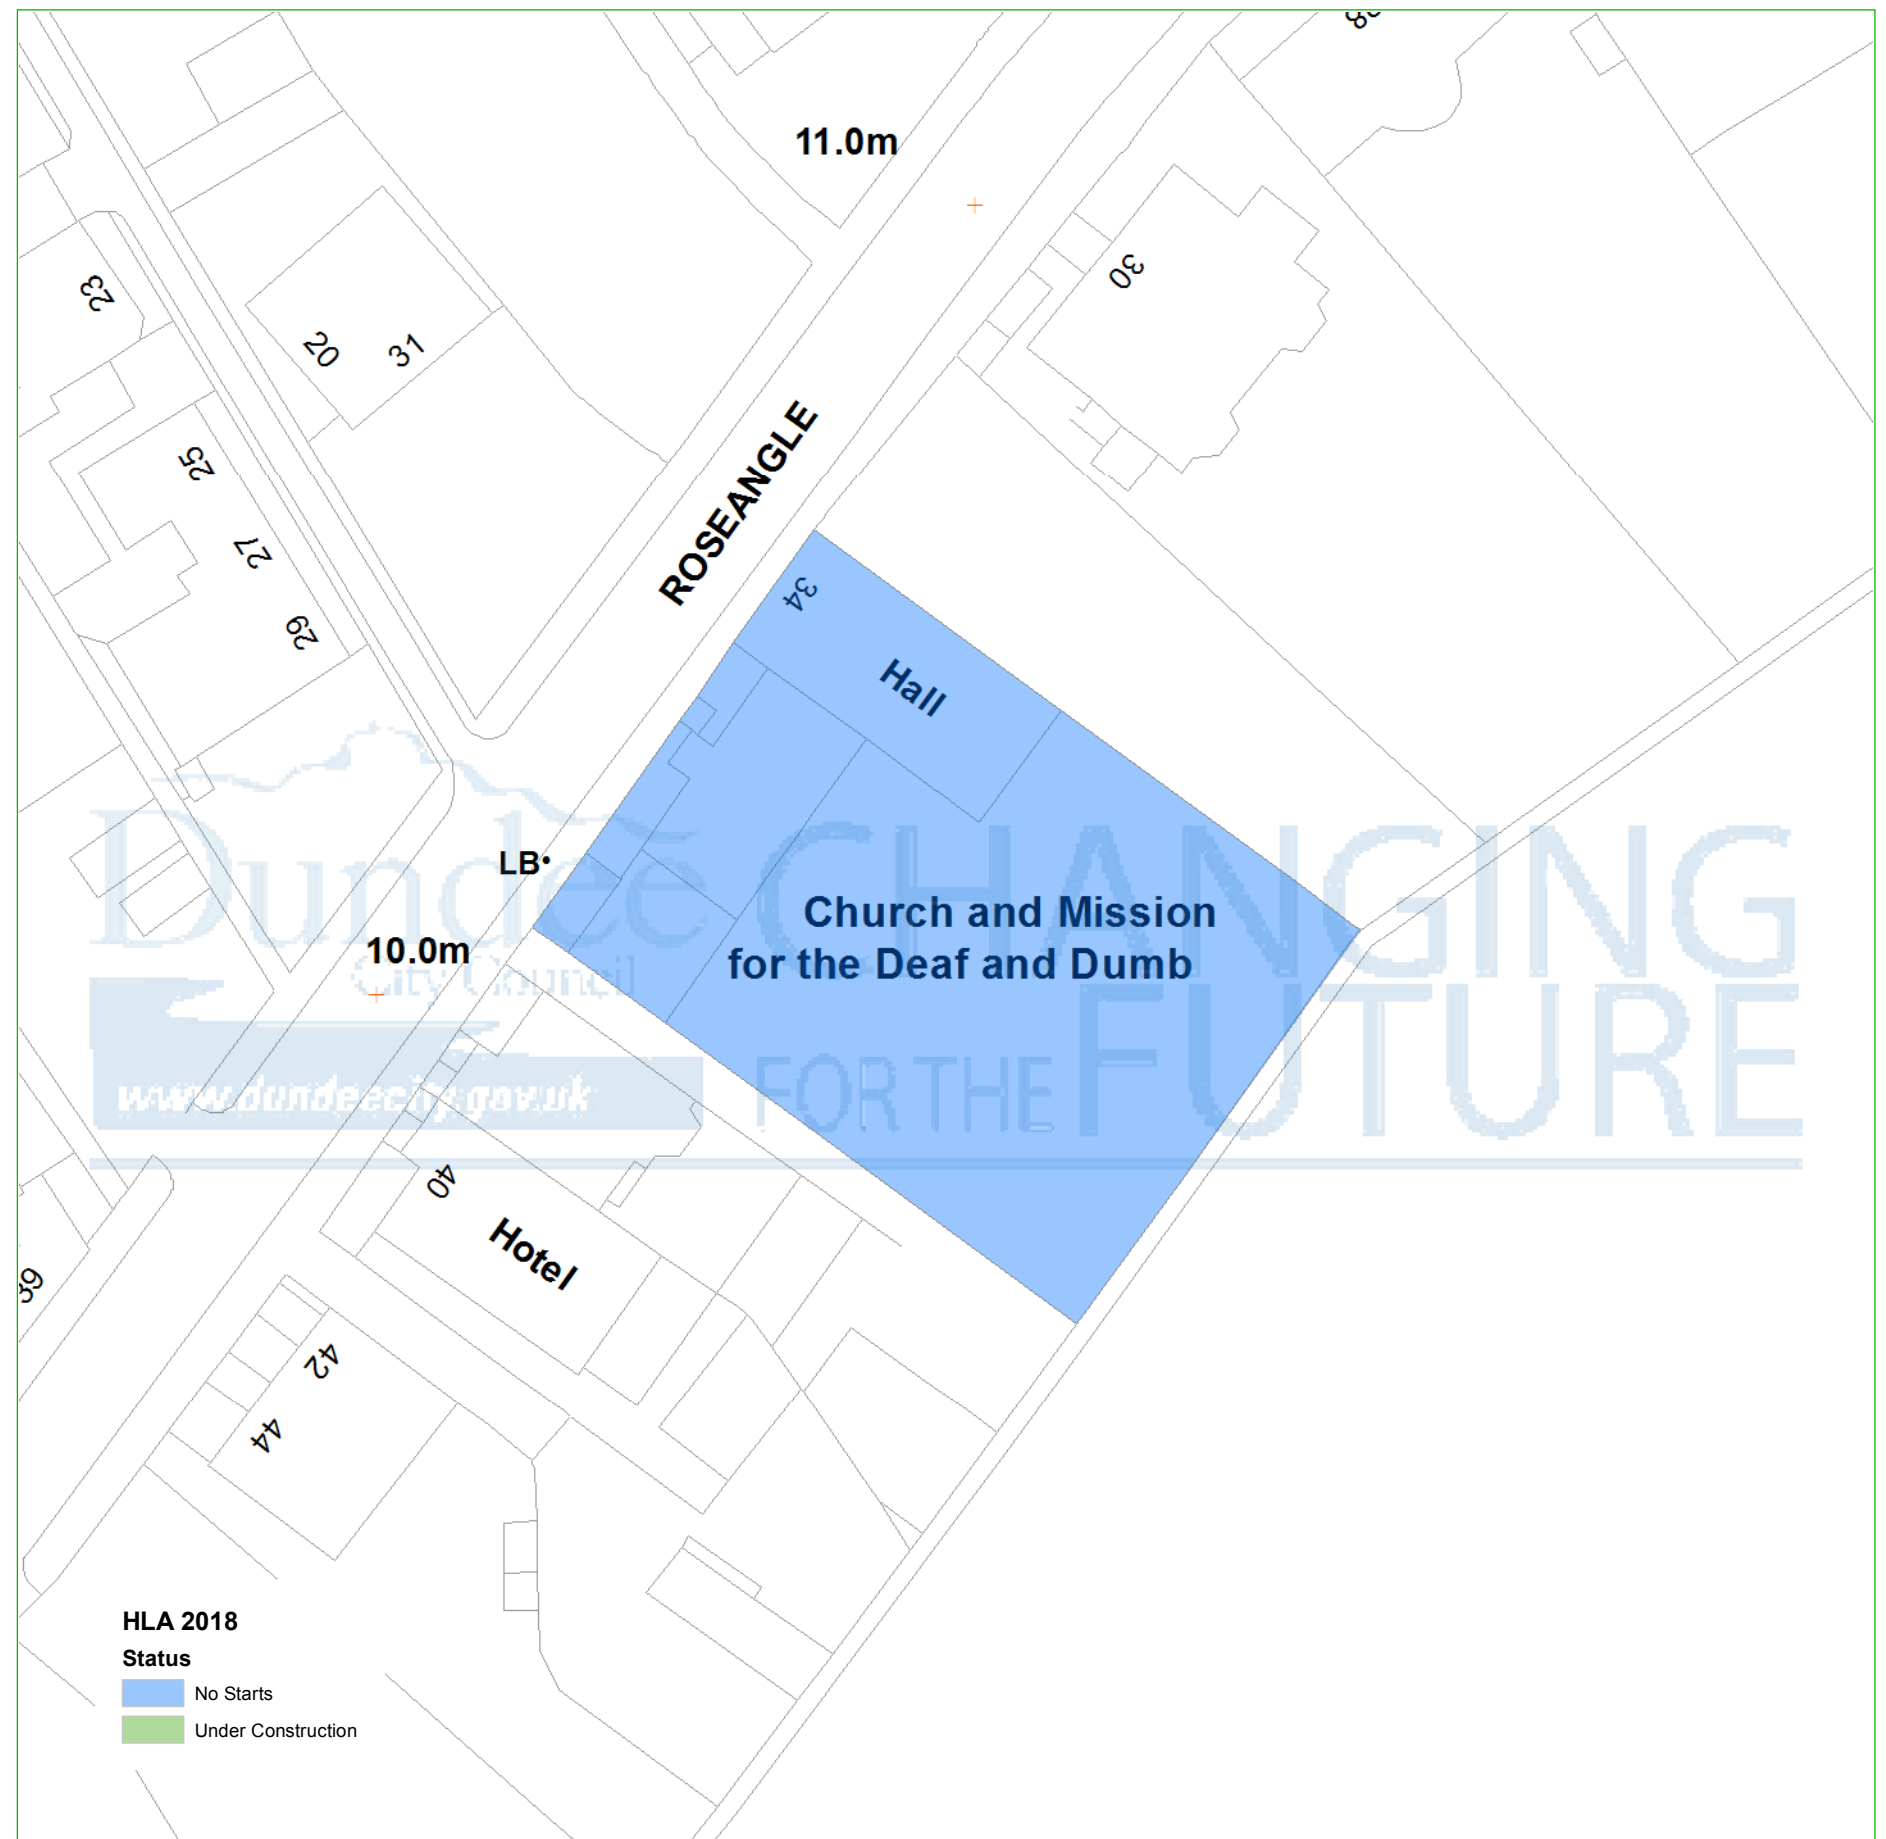 11.0m
30
23
20
31
ROSEANGLE
25
27
29
34
Hall
LB
Church and Mission
for the Deaf and Dumb
10.0m
Dundee
City Council
www.dundeecity.gov.uk
CHANGING
FOR THE FUTURE
40
Hotel
42
44
HLA 2018
Status
No Starts
Under Construction